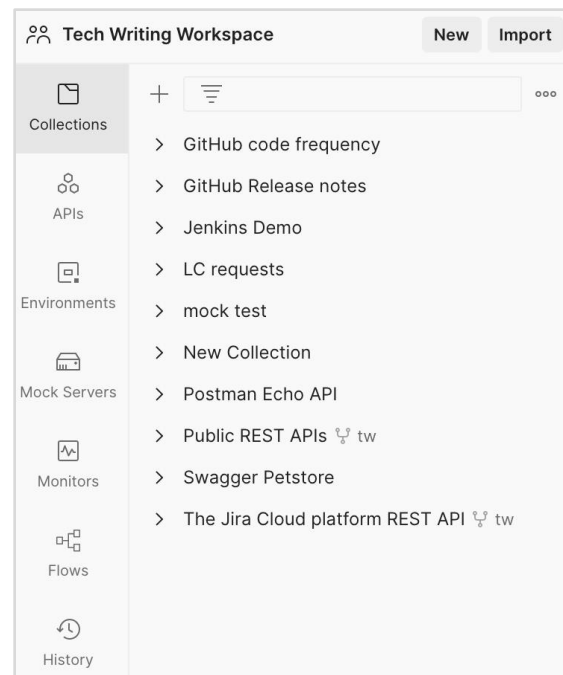 Tech Writing Workspace
New
Import
Collections
APIs
Environments
Mock Servers
Monitors
Flows
History
GitHub code frequency
GitHub Release notes
Jenkins Demo
LC requests
mock test
New Collection
Postman Echo API
Public REST APIs tw
Swagger Petstore
The Jira Cloud platform REST API tw